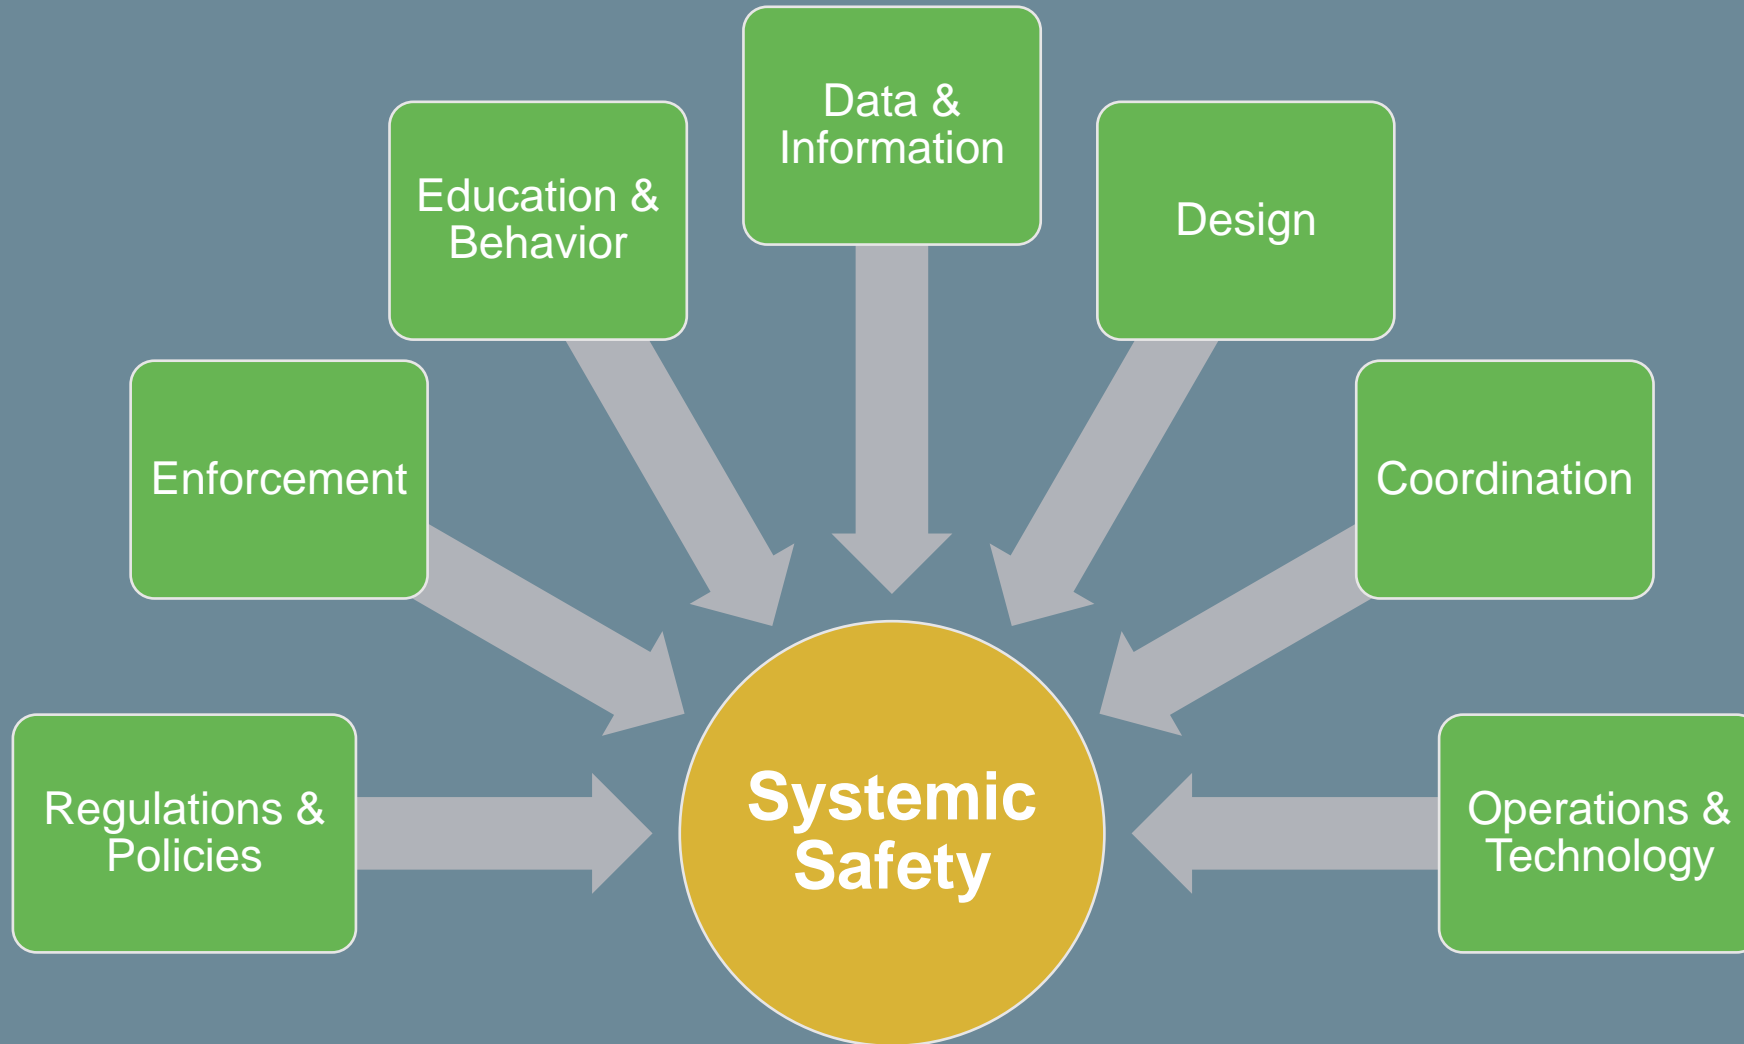 Data &
Information
Education &
Behavior
Design
Enforcement
Coordination
Regulations &
Policies
Systemic
Safety
Operations &
Technology